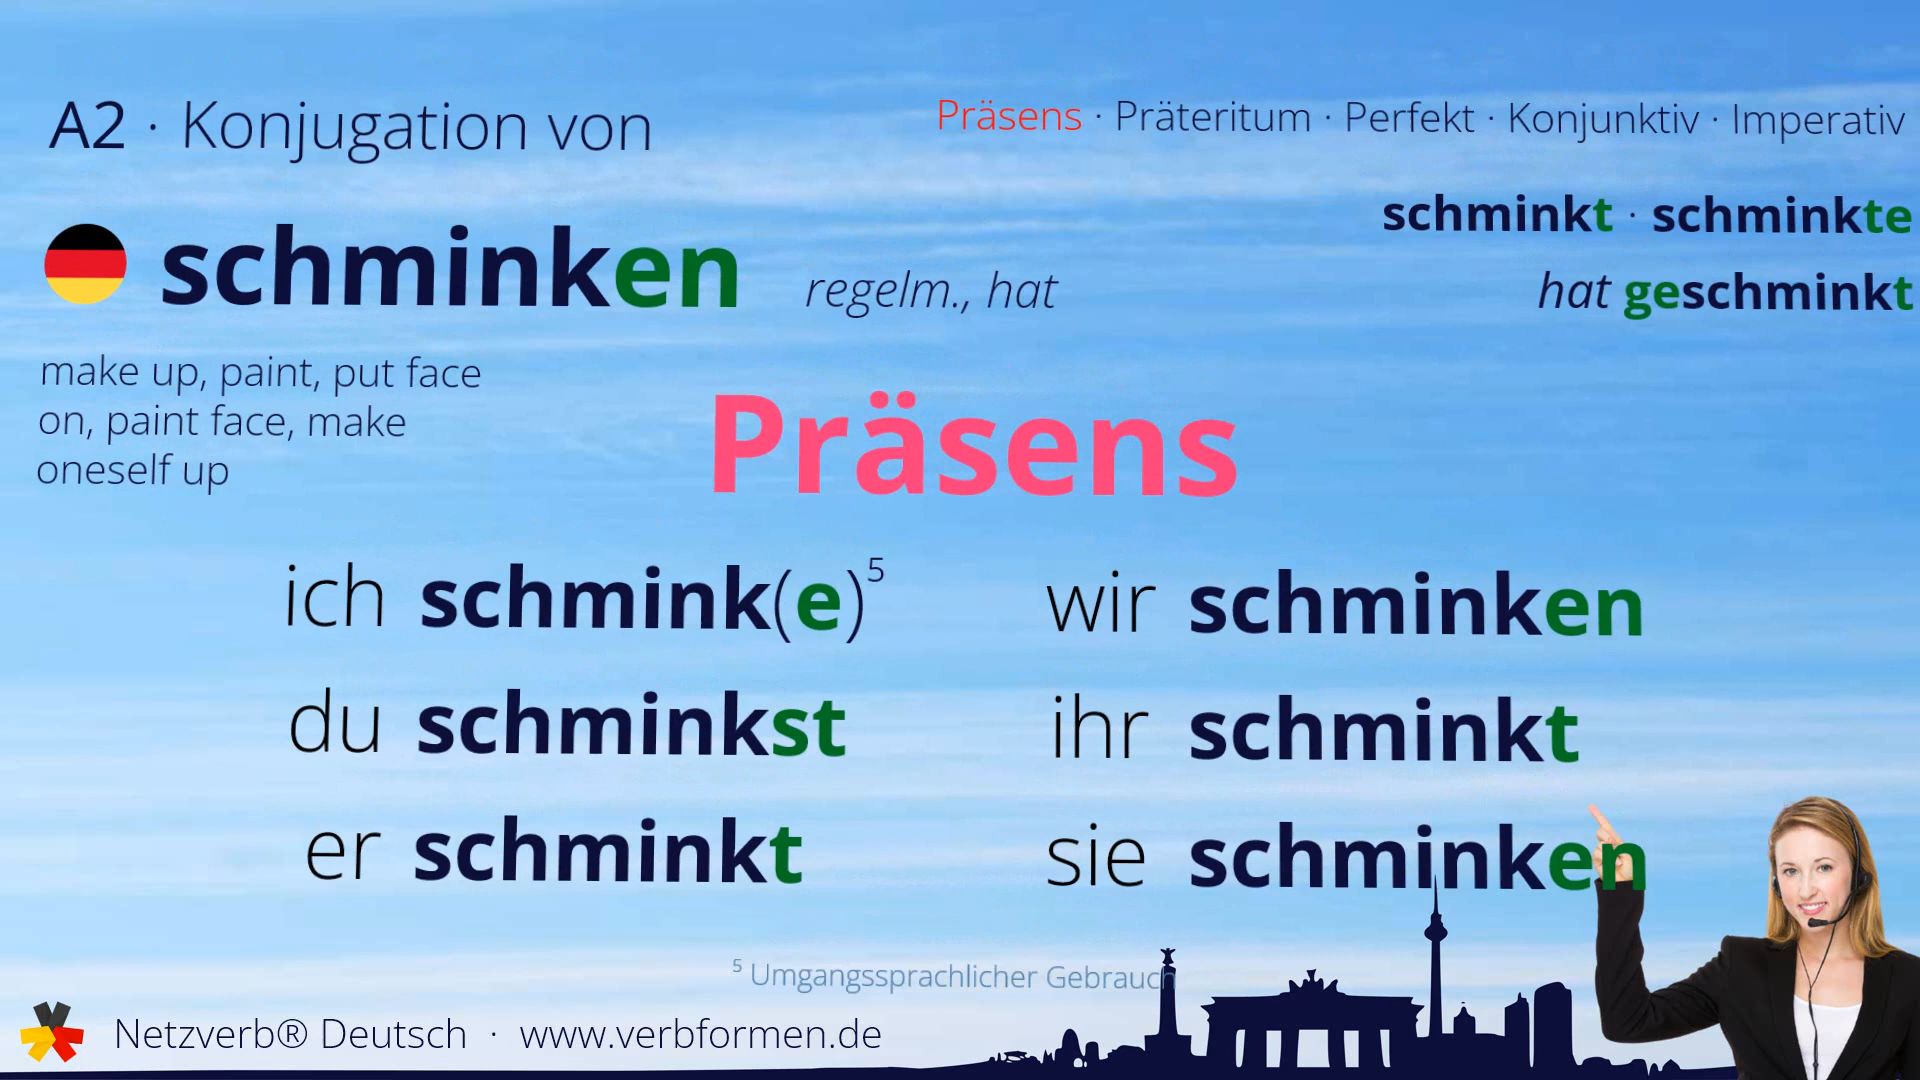 A2 · Konjugation von
Präsens · Präteritum · Perfekt · Konjunktiv · Imperativ
schminken regelm., hat
schminkt · schminkte
hat geschminkt
make up, paint, put face
on, paint face, make
oneself up
Präsens
ich schmink(e)⁵
du schminkst
er schminkt
wir schminken
ihr schminkt
sie schminken
⁵ Umgangssprachlicher Gebrauch
Netzverb® Deutsch · www.verbformen.de